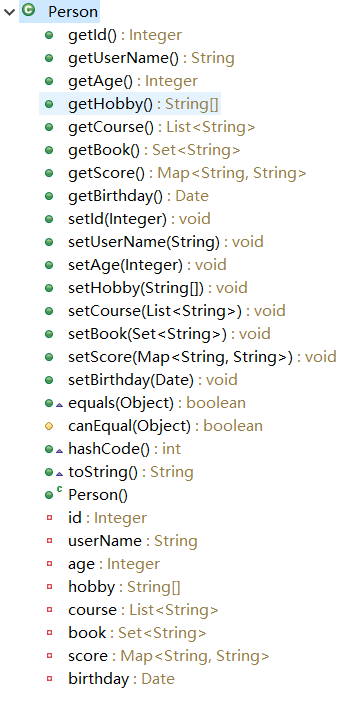 Person
getId() : Integer
getUserName() : String
getAge() : Integer
getHobby() : String[]
getCourse() : List<String>
getBook() : Set<String>
getScore() : Map<String, String>
getBirthday() : Date
setId(Integer) : void
setUserName(String) : void
setAge(Integer) : void
setHobby(String[]) : void
setCourse(List<String>) : void
setBook(Set<String>) : void
setScore(Map<String, String>) : void
setBirthday(Date) : void
equals(Object) : boolean
canEqual(Object) : boolean
hashCode() : int
toString() : String
Person()
id : Integer
userName : String
age : Integer
hobby : String[]
course : List<String>
book : Set<String>
score : Map<String, String>
birthday : Date